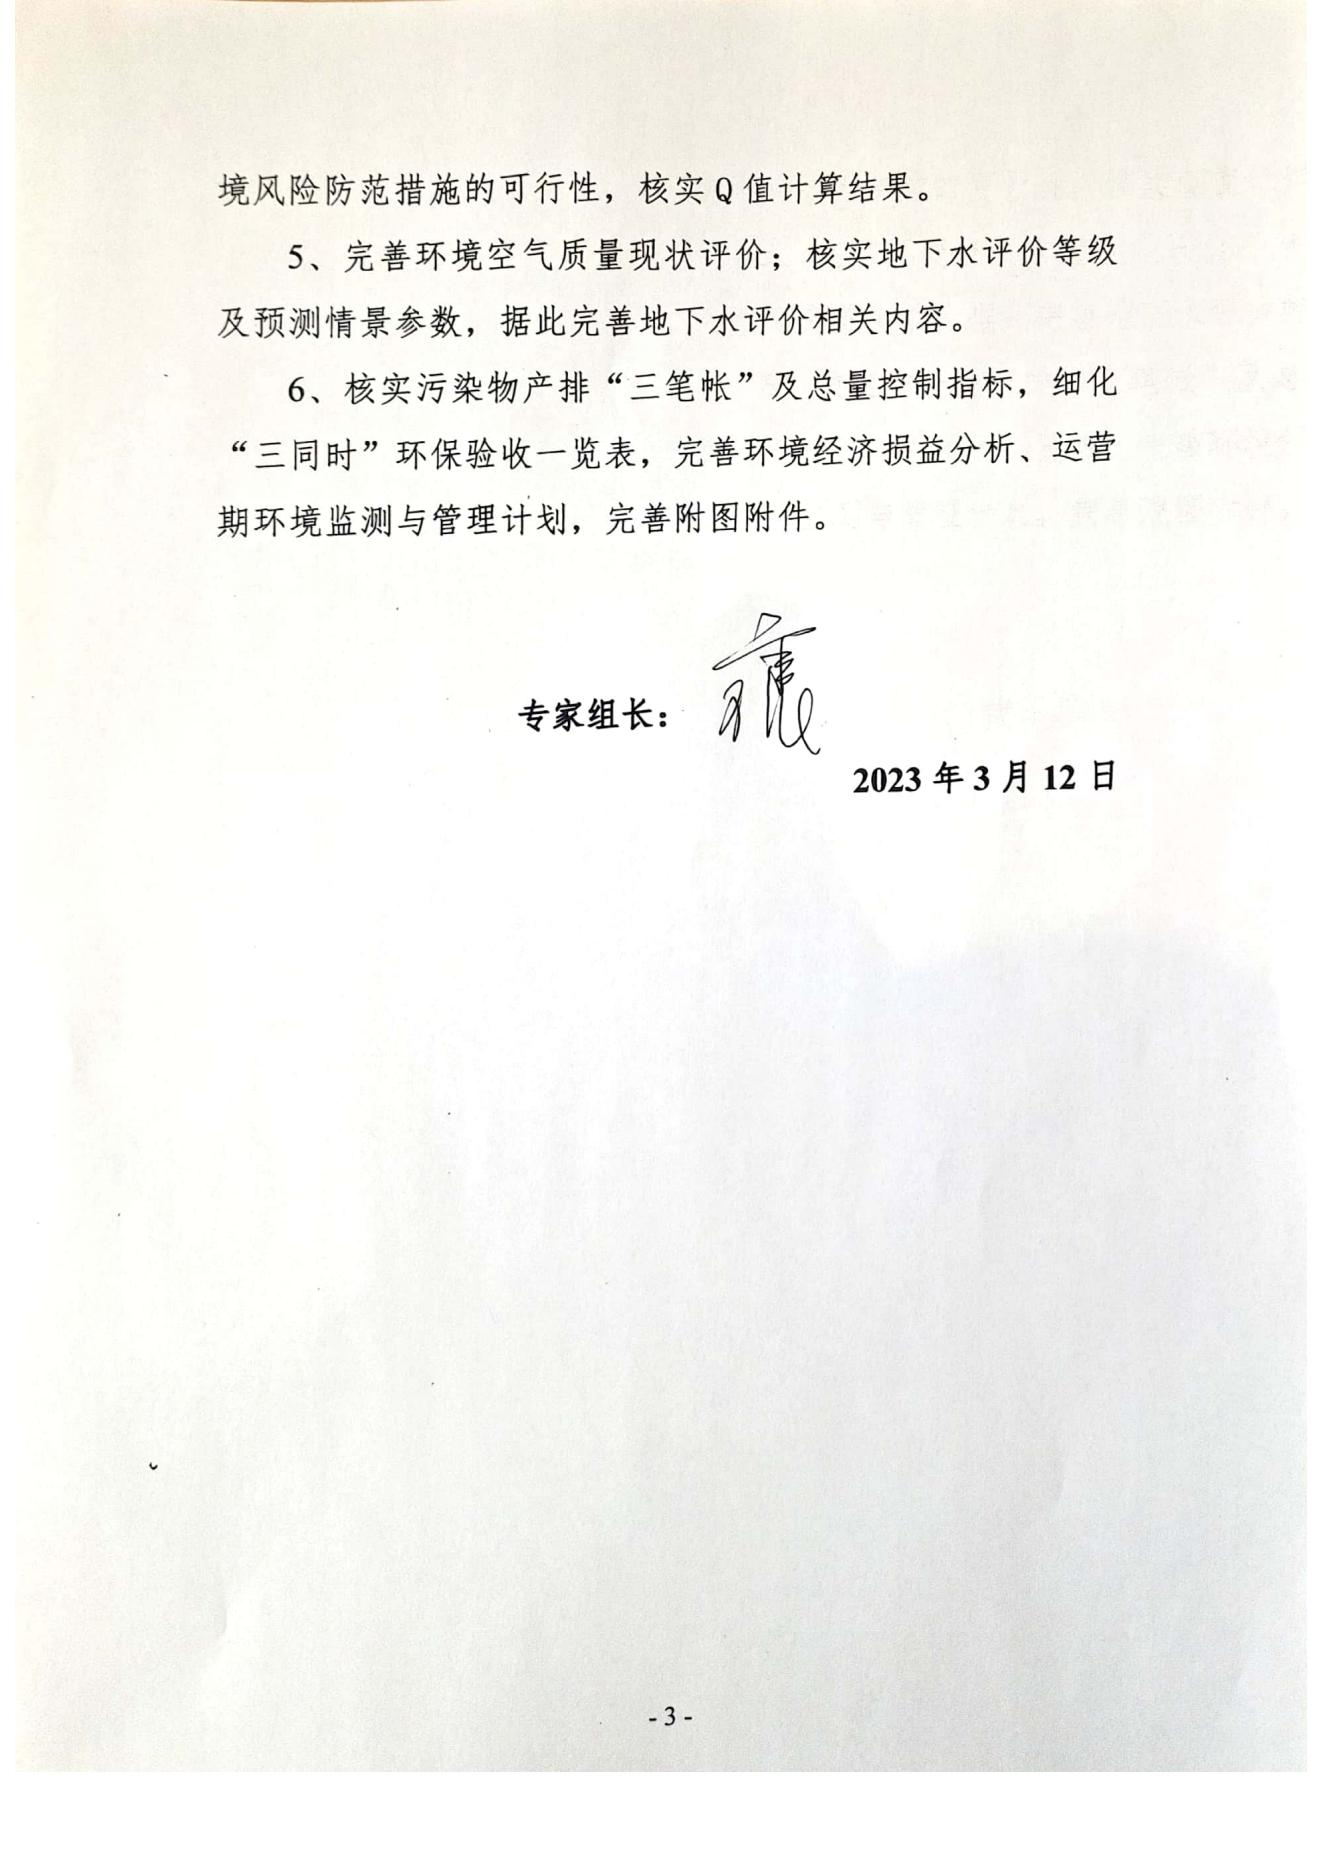 境风险防范措施的可行性，核实Q值计算结果。
5、完善环境空气质量现状评价；核实地下水评价等级
及预测情景参数，据此完善地下水评价相关内容。
6、核实污染物产排“三笔帐”及总量控制指标，细化
“三同时”环保验收一览表，完善环境经济损益分析、运营
期环境监测与管理计划，完善附图附件。
专家组长：
2023年3月12日
- 3 -